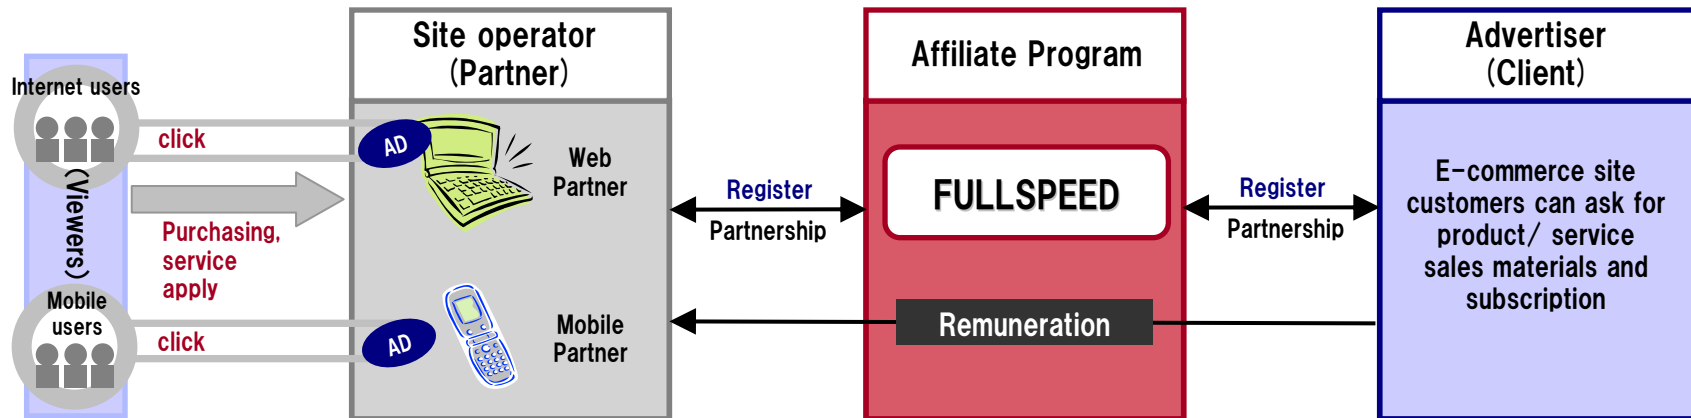 Internet users
(Viewers)
Mobile
users
click
Purchasing,
service
apply
click
Site operator
(Partner)
AD
Web
Partner
AD
Mobile
Partner
Register
Partnership
Affiliate Program
FULLSPEED
Remuneration
Register
Partnership
Advertiser
(Client)
E-commerce site
customers can ask for
product/ service
sales materials and
subscription